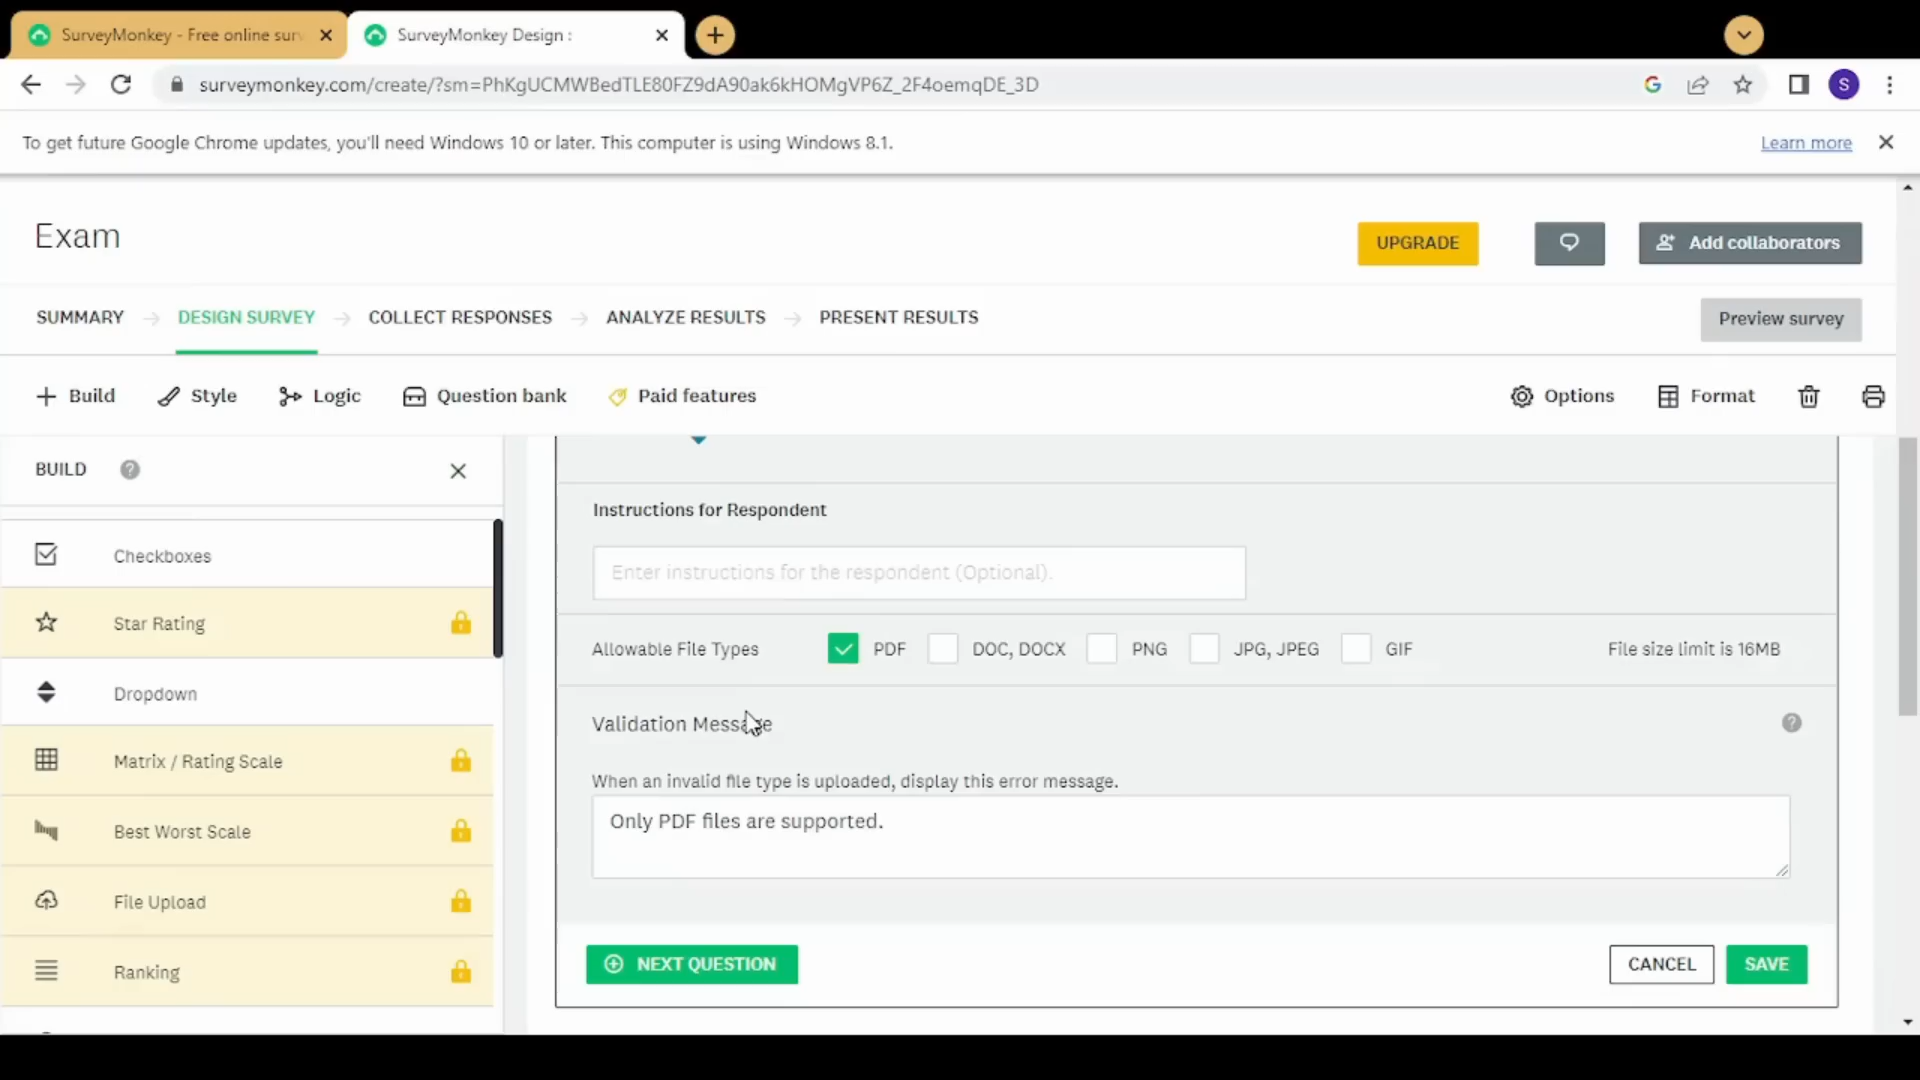 SurveyMonkey - Free online sur
SurveyMonkey Design :
surveymonkey.com/create/?sm=PhKgUCMWBedTLE80FZ9dA90ak6kHOMgVP6Z_2F4oemqDE_3D
S
To get future Google Chrome updates, you'll need Windows 10 or later. This computer is using Windows 8.1.
Learn more
Exam
UPGRADE
Add collaborators
SUMMARY
DESIGN SURVEY
COLLECT RESPONSES
ANALYZE RESULTS
PRESENT RESULTS
Preview survey
Build
Style
Logic
Question bank
Paid features
Options
Format
BUILD
Checkboxes
Star Rating
Dropdown
Matrix / Rating Scale
Best Worst Scale
File Upload
Ranking
Instructions for Respondent
Enter instructions for the respondent (Optional).
Allowable File Types
PDF
DOC, DOCX
PNG
JPG, JPEG
GIF
File size limit is 16MB
Validation Message
When an invalid file type is uploaded, display this error message.
Only PDF files are supported.
NEXT QUESTION
CANCEL
SAVE